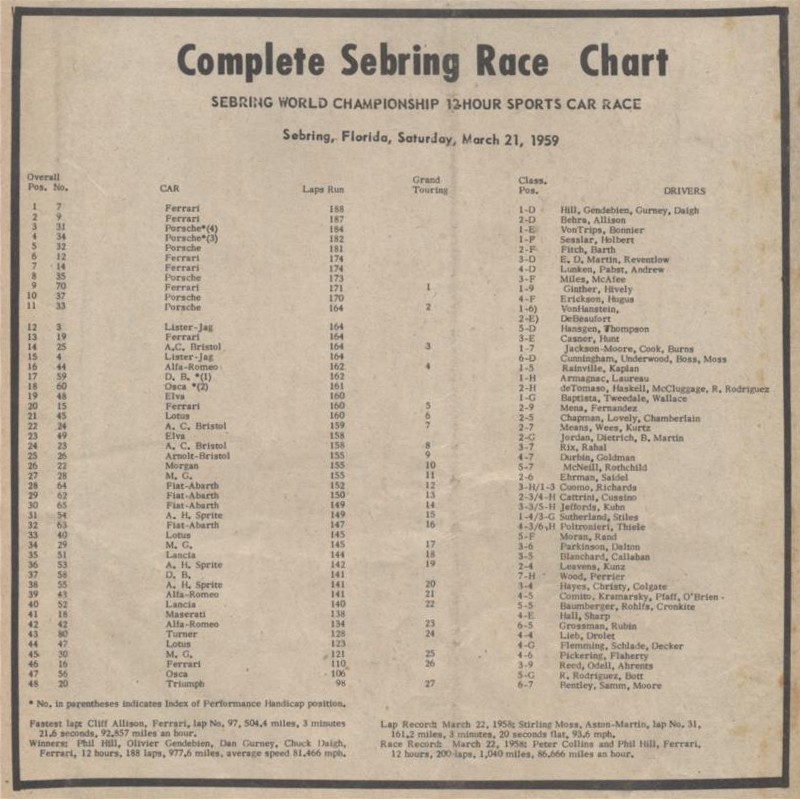 Complete Sebring Race Chart
SEBRING WORLD CHAMPIONSHIP 12-HOUR SPORTS CAR RACE
Sebring, Florida, Saturday, March 21, 1959
Overall Grand Class.
Pos. No. CAR Laps Run Touring Pos. DRIVERS
1 7 Ferrari 188 1-D Hill, Gendebien, Gurney, Daigh
2 9 Ferrari 187 2-D Behra, Allison
3 31 Porsche*(4) 184 1-E VonTrips, Bonnier
4 34 Porsche*(3) 182 1-F Sesslar, Holbert
5 32 Porsche 181 2-F Fitch, Barth
6 12 Ferrari 174 3-D E. D. Martin, Reventlow
7 14 Ferrari 174 4-D Lunken, Pabst, Andrew
8 35 Porsche 173 3-F Miles, McAfee
9 70 Ferrari 171 1 1-9 Ginther, Hively
10 37 Porsche 170 4-F Erickson, Hugus
11 33 Porsche 164 2 1-6) VonHanstein,
2-E) DeBeaufort
12 3 Lister-Jag 164 5-D Hansgen, Thompson
13 19 Ferrari 164 3-E Casner, Hunt
14 25 A.C. Bristol 164 3 1-7 Jackson-Moore, Cook, Burns
15 4 Lister-Jag 164 6-D Cunningham, Underwood, Boss, Moss
16 44 Alfa-Romeo 162 4 1-5 Rainville, Kaplan
17 59 D. B. *(1) 162 1-H Armagnac, Laureau
18 60 Osca *(2) 161 2-H deTomaso, Haskell, McCluggage, R. Rodriguez
19 48 Elva 160 1-G Baptista, Tweedale, Wallace
20 15 Ferrari 160 5 2-9 Mena, Fernandez
21 45 Lotus 160 6 2-5 Chapman, Lovely, Chamberlain
22 24 A. C. Bristol 159 7 2-7 Means, Wees, Kurtz
23 49 Elva 158 2-G Jordan, Dietrich, B. Martin
24 23 A. C. Bristol 158 8 3-7 Rix, Rahal
25 26 Arnolt-Bristol 155 9 4-7 Durbin, Goldman
26 22 Morgan 155 10 5-7 McNeill, Rothchild
27 28 M. G. 155 11 2-6 Ehrman, Saidel
28 64 Fiat-Abarth 152 12 3-H/1-3 Cuomo, Richards
29 62 Fiat-Abarth 150 13 2-3/4-H Cattrini, Cussino
30 65 Fiat-Abarth 149 14 3-3/5-H Jeffords, Kuhn
31 54 A. H. Sprite 149 15 1-4/3-G Sutherland, Stiles
32 63 Fiat-Abarth 147 16 4-3/6-H Poltronieri, Thiele
33 40 Lotus 145 5-F Moran, Rand
34 29 M. G. 145 17 3-6 Parkinson, Dalton
35 51 Lancia 144 18 3-5 Blanchard, Callahan
36 53 A. H. Sprite 142 19 2-4 Leavens, Kunz
37 58 D. B. 141 7-H Wood, Perrier
38 55 A. H. Sprite 141 20 3-4 Hayes, Christy, Colgate
39 43 Alfa-Romeo 141 21 4-5 Comito, Kramarsky, Pfaff, O'Brien -
40 52 Lancia 140 22 5-5 Baumberger, Rohlfs, Cronkite
41 18 Maserati 138 4-E Hall, Sharp
42 42 Alfa-Romeo 134 23 6-5 Grossman, Rubin
43 80 Turner 128 24 4-4 Lieb, Drolet
44 47 Lotus 123 4-G Flemming, Schlade, Decker
45 30 M. G. 121 25 4-6 Pickering, Flaherty
46 16 Ferrari 110 26 3-9 Reed, Odell, Ahrents
47 56 Osca 106 5-G R. Rodriguez, Bott
48 20 Triumph 98 27 6-7 Bentley, Samm, Moore
* No. in parentheses indicates Index of Performance Handicap position.
Fastest lap: Cliff Allison, Ferrari, lap No. 97, 504.4 miles, 3 minutes
21.6 seconds, 92.857 miles an hour.
Winners: Phil Hill, Olivier Gendebien, Dan Gurney, Chuck Daigh,
Ferrari, 12 hours, 188 laps, 977.6 miles, average speed 81.466 mph.
Lap Record: March 22, 1958; Stirling Moss, Aston-Martin, lap No. 31,
161.2 miles, 3 minutes, 20 seconds flat, 93.6 mph.
Race Record: March 22, 1958; Peter Collins and Phil Hill, Ferrari,
12 hours, 200 laps, 1,040 miles, 86.666 miles an hour.